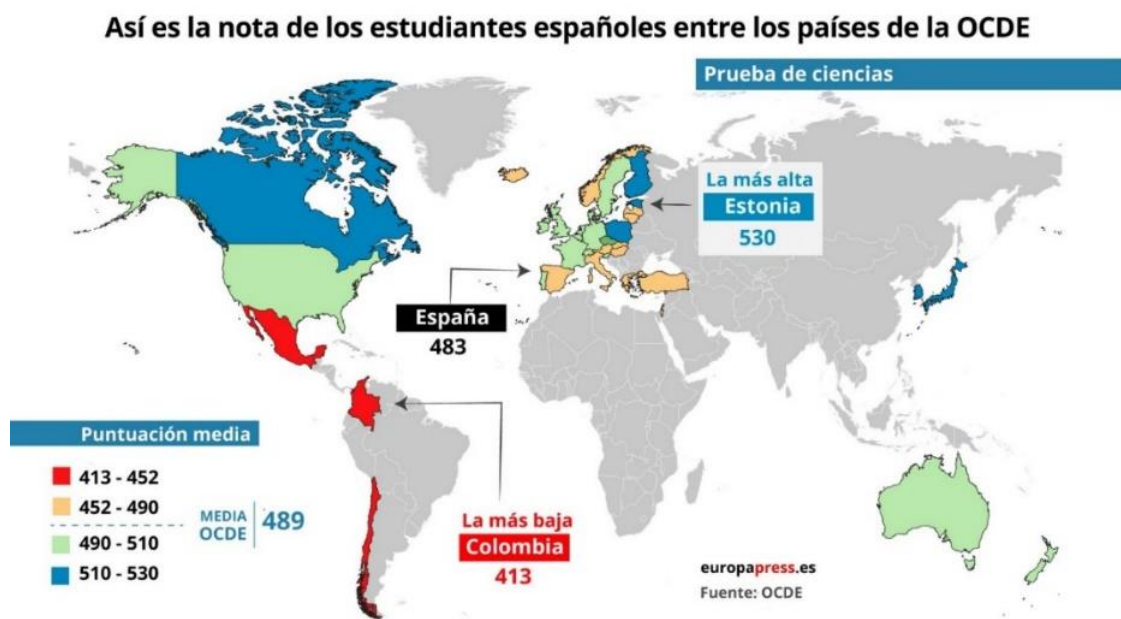 Así es la nota de los estudiantes españoles entre los países de la OCDE
Prueba de ciencias
La más alta
Estonia
530
España
483
Puntuación media
413 - 452
452 - 490
MEDIA
OCDE
489
490 - 510
510 - 530
La más baja
Colombia
413
europapress.es
Fuente: OCDE